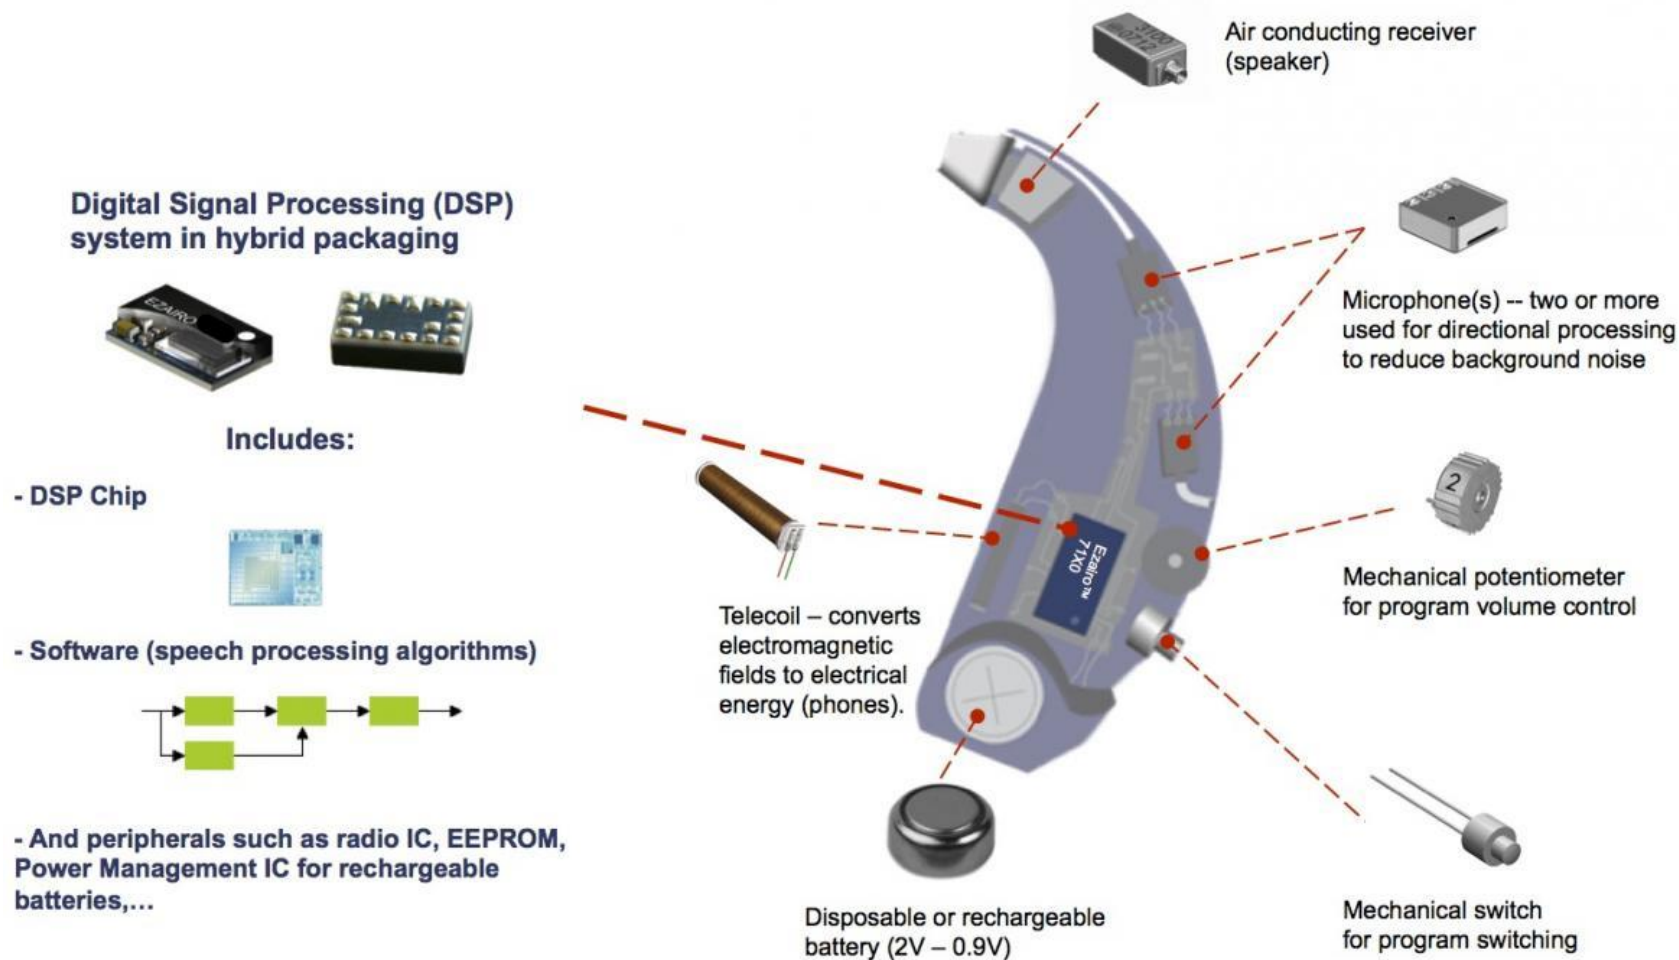 Air conducting receiver
(speaker)
3100
0712
Digital Signal Processing (DSP)
system in hybrid packaging
EZAIRO
Microphone(s) -- two or more
used for directional processing
to reduce background noise
Includes:
- DSP Chip
2
Ezairo™
71X0
Mechanical potentiometer
for program volume control
Telecoil – converts
electromagnetic
fields to electrical
energy (phones).
- Software (speech processing algorithms)
- And peripherals such as radio IC, EEPROM,
Power Management IC for rechargeable
batteries,…
Disposable or rechargeable
battery (2V – 0.9V)
Mechanical switch
for program switching